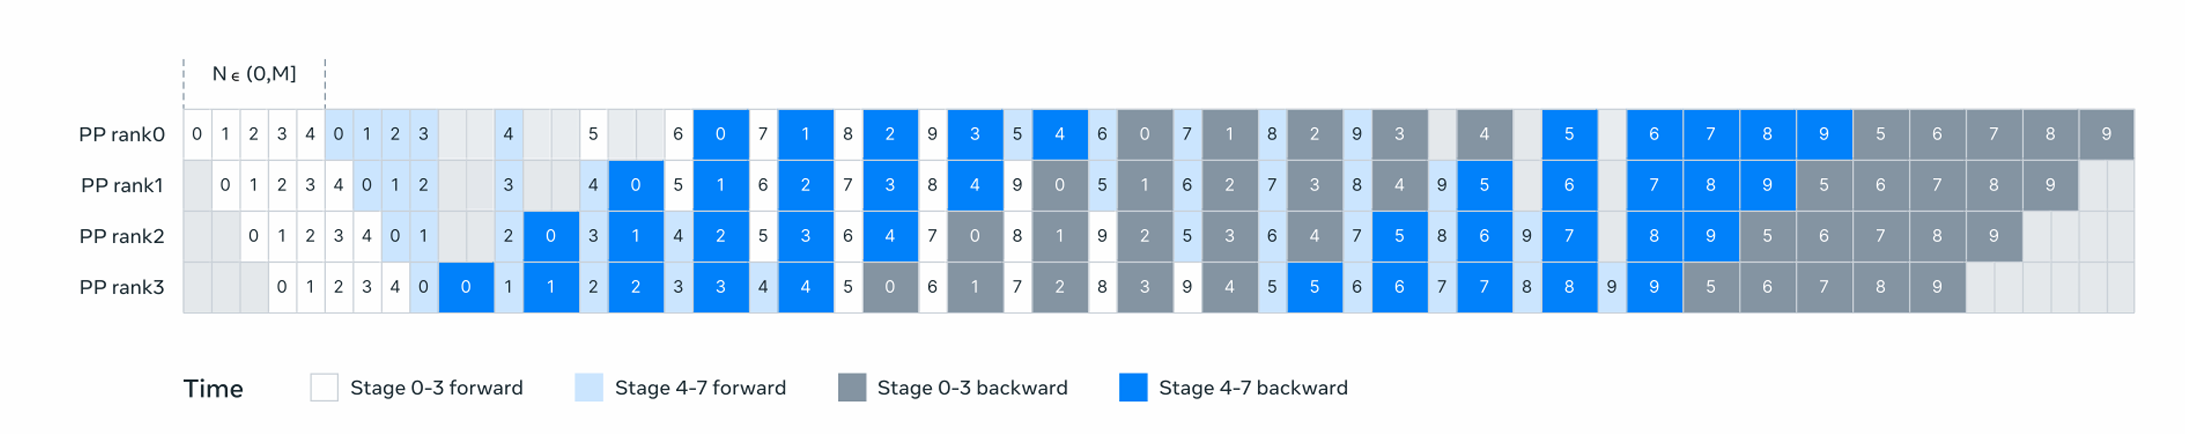 N ϵ (0,M]
PP rank0 0 1 2 3 4 0 1 2 3 4 5 6 0 7 1 8 2 9 3 5 4 6 0 7 1 8 2 9 3 4 5 6 7 8 9 5 6 7 8 9
PP rank1 0 1 2 3 4 0 1 2 3 4 0 5 1 6 2 7 3 8 4 9 0 5 1 6 2 7 3 8 4 9 5 6 7 8 9 5 6 7 8 9
PP rank2 0 1 2 3 4 0 1 2 0 3 1 4 2 5 3 6 4 7 0 8 1 9 2 5 3 6 4 7 5 8 6 9 7 8 9 5 6 7 8 9
PP rank3 0 1 2 3 4 0 0 1 1 2 2 3 3 4 4 5 0 6 1 7 2 8 3 9 4 5 5 6 6 7 7 8 8 9 9 5 6 7 8 9
Time Stage 0-3 forward Stage 4-7 forward Stage 0-3 backward Stage 4-7 backward